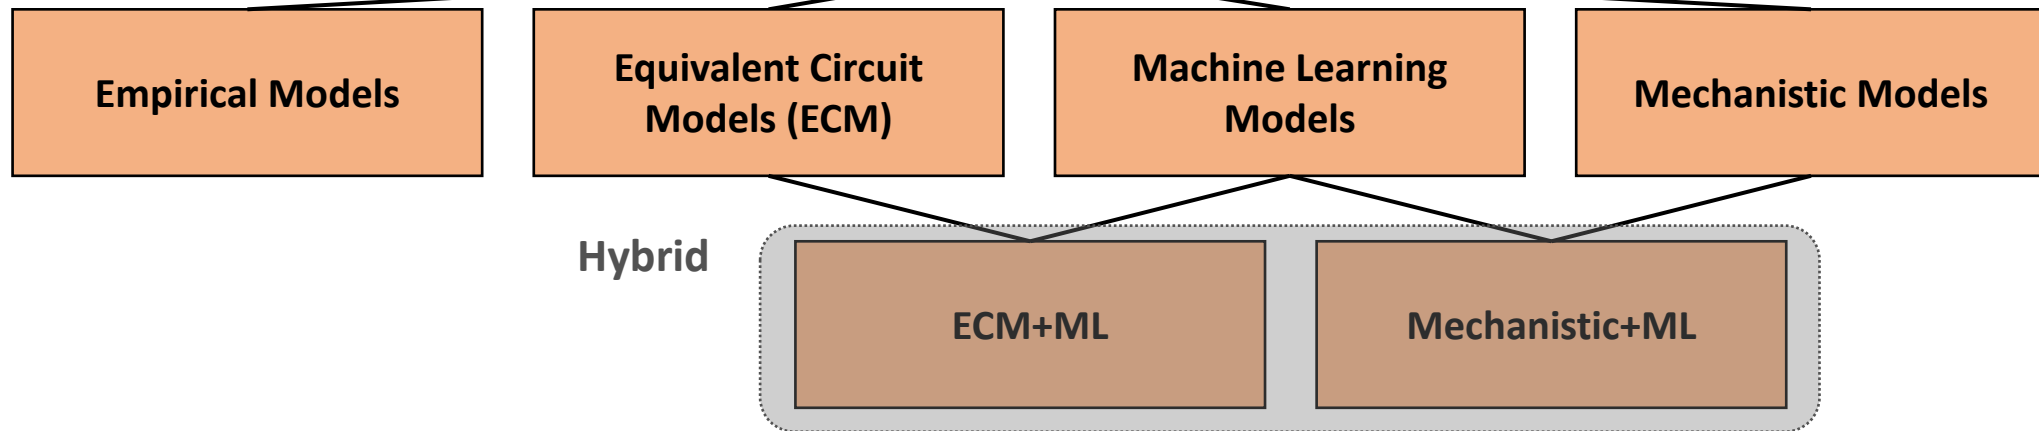 Empirical Models
Equivalent Circuit
Models (ECM)
Machine Learning
Models
Mechanistic Models
Hybrid
ECM+ML
Mechanistic+ML